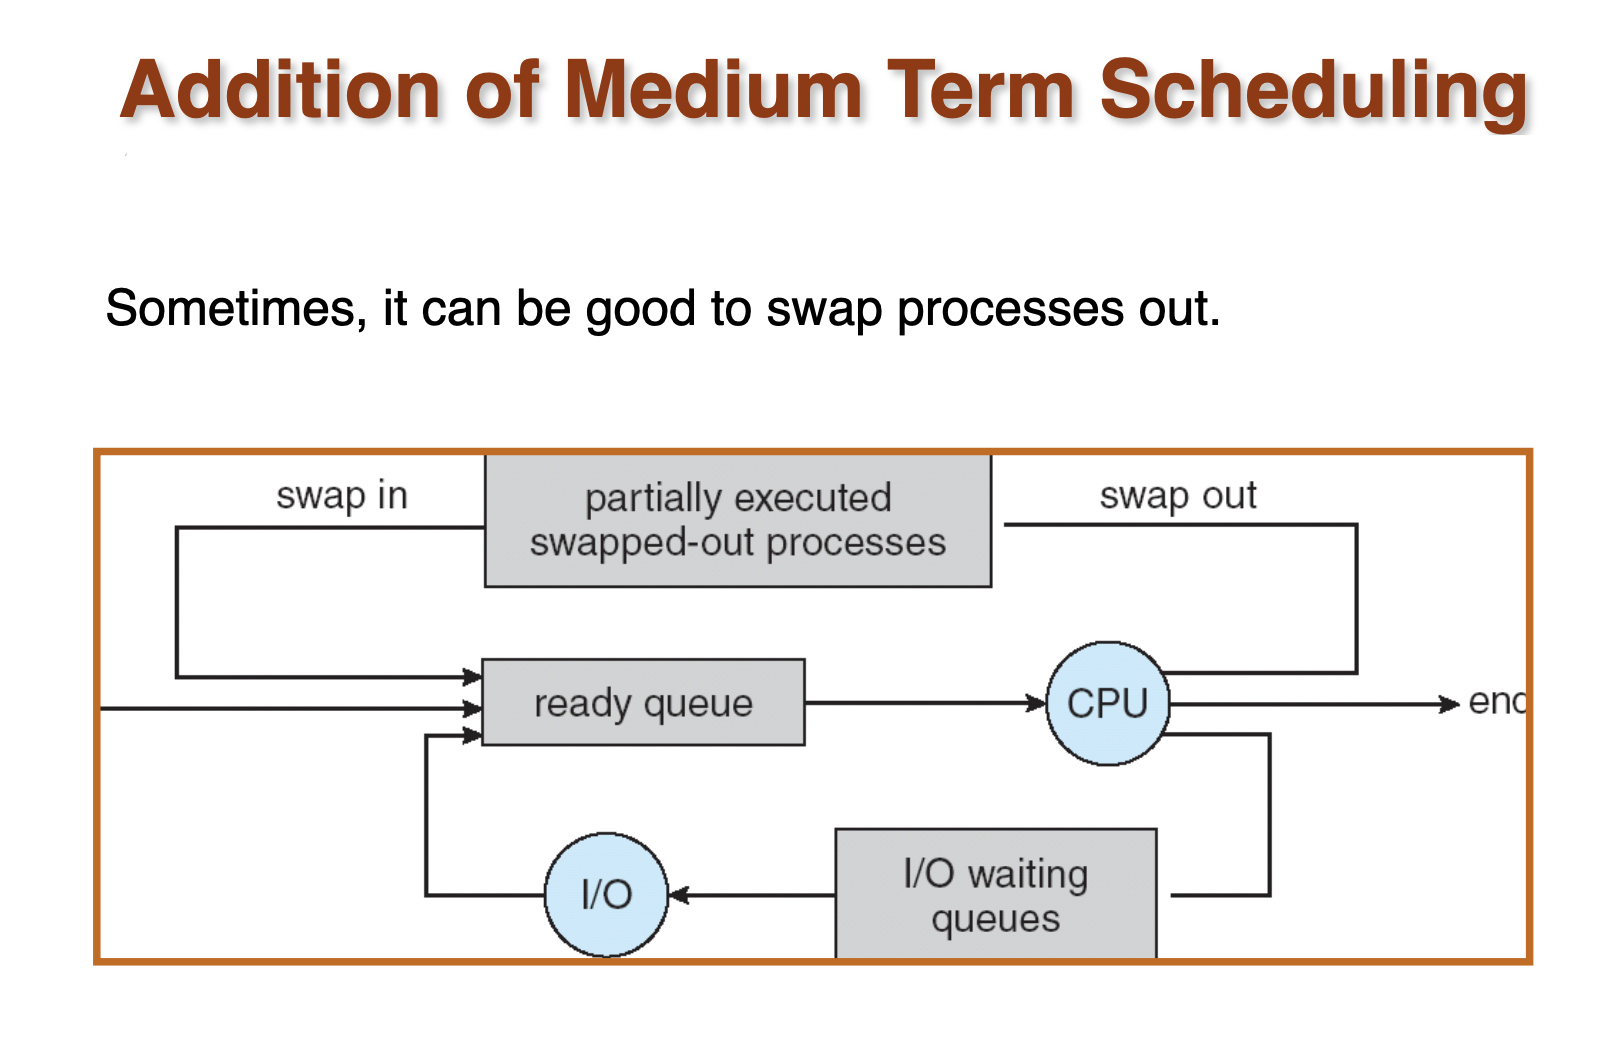 Addition of Medium Term Scheduling
Sometimes, it can be good to swap processes out.
swap in
partially executed
swapped-out processes
swap out
ready queue
CPU
end
I/O
I/O waiting
queues